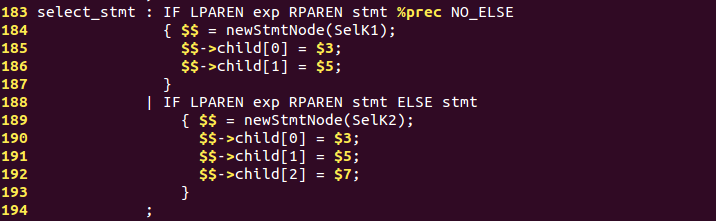 183 select_stmt : IF LPAREN exp RPAREN stmt %prec NO_ELSE
184 { $$ = newStmtNode(SelK1);
185 $$->child[0] = $3;
186 $$->child[1] = $5;
187 }
188 | IF LPAREN exp RPAREN stmt ELSE stmt
189 { $$ = newStmtNode(SelK2);
190 $$->child[0] = $3;
191 $$->child[1] = $5;
192 $$->child[2] = $7;
193 }
194 ;